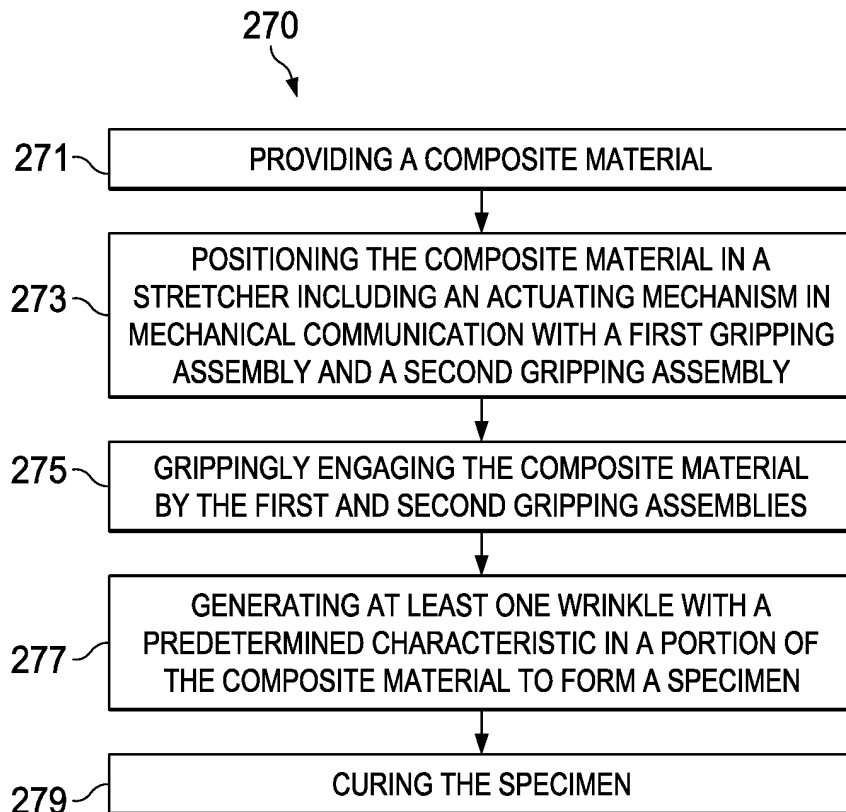 270
271
PROVIDING A COMPOSITE MATERIAL
273
POSITIONING THE COMPOSITE MATERIAL IN A
STRETCHER INCLUDING AN ACTUATING MECHANISM IN
MECHANICAL COMMUNICATION WITH A FIRST GRIPPING
ASSEMBLY AND A SECOND GRIPPING ASSEMBLY
275
GRIPPINGLY ENGAGING THE COMPOSITE MATERIAL
BY THE FIRST AND SECOND GRIPPING ASSEMBLIES
277
GENERATING AT LEAST ONE WRINKLE WITH A
PREDETERMINED CHARACTERISTIC IN A PORTION OF
THE COMPOSITE MATERIAL TO FORM A SPECIMEN
279
CURING THE SPECIMEN